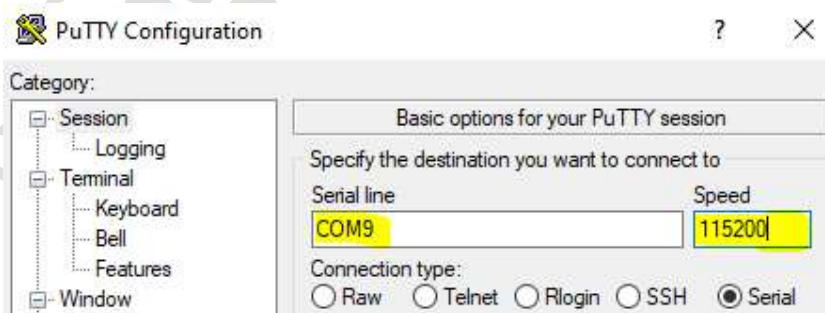 PuTTY Configuration ?
Category:
Session
Logging
Terminal
Keyboard
Bell
Features
Window
Basic options for your PuTTY session
Specify the destination you want to connect to
Serial line Speed
COM9 115200
Connection type:
Raw Telnet Rlogin SSH Serial